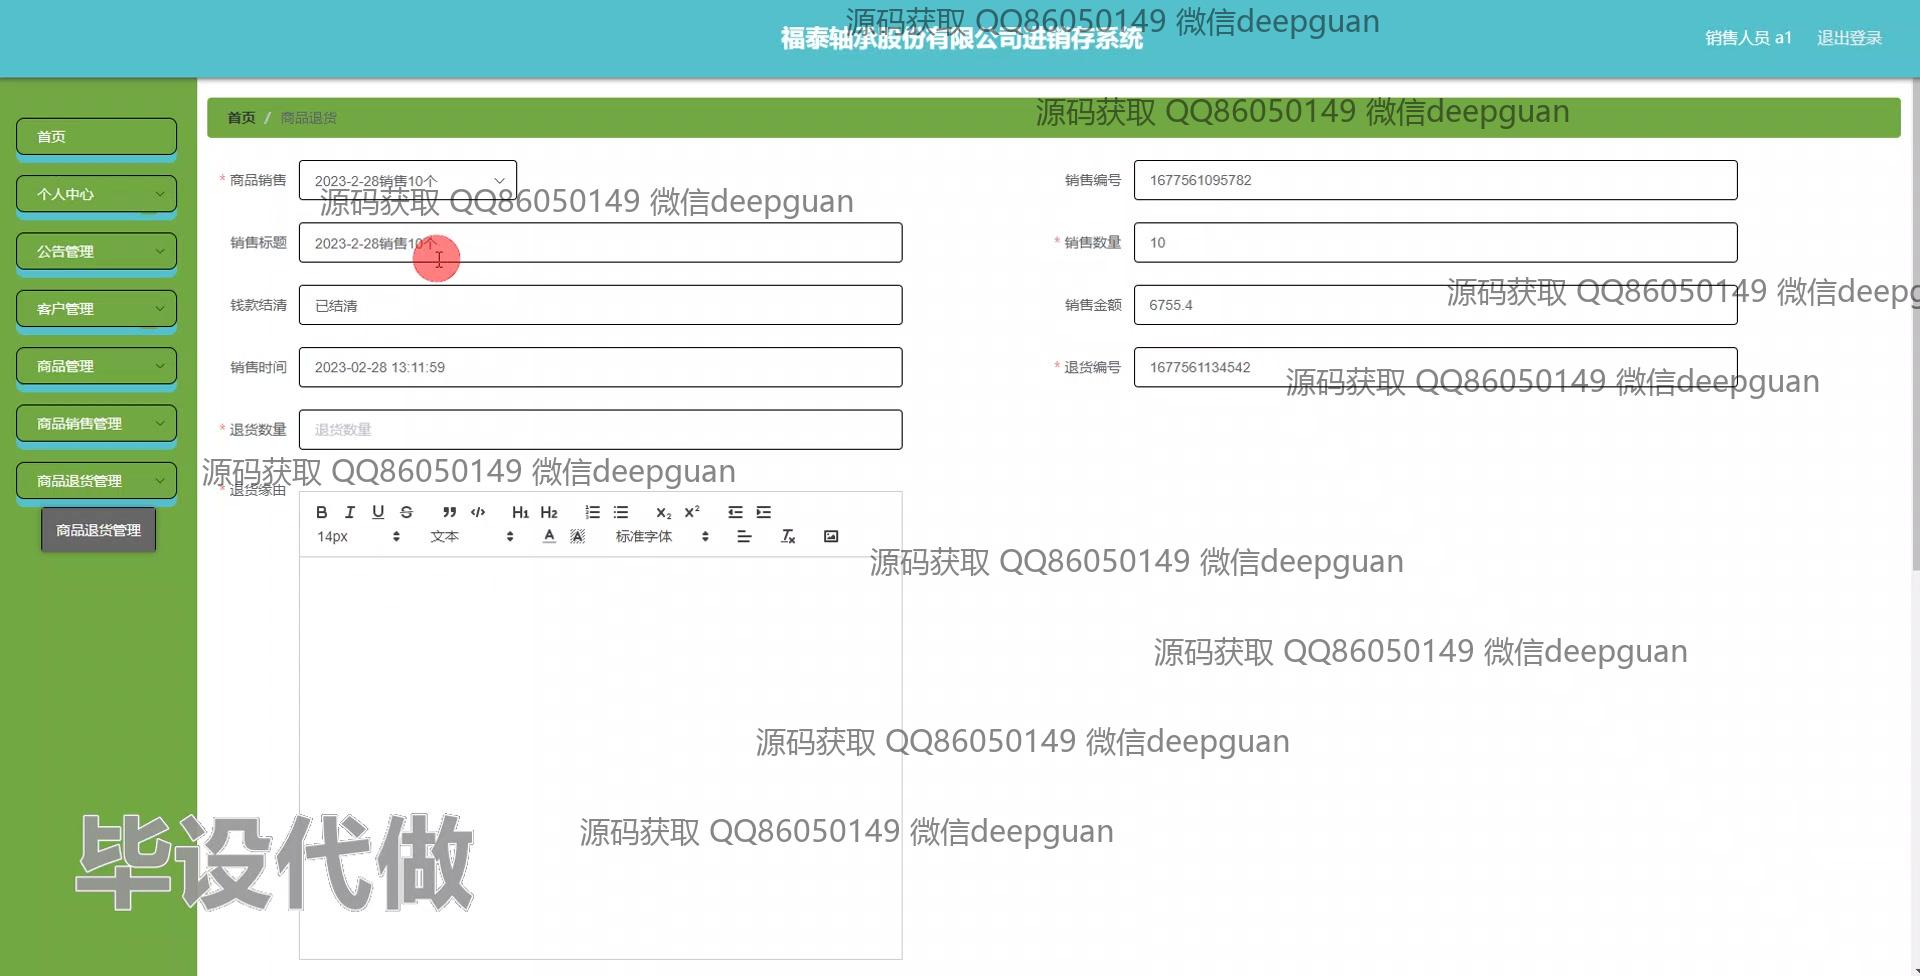 源码获取 QQ86050149 微信deepguan
福泰轴承股份有限公司进销存系统
销售人员 a1 退出登录
首页 / 商品退货
源码获取 QQ86050149 微信deepguan
首页
个人中心
公告管理
客户管理
商品管理
商品销售管理
商品退货管理
商品退货管理
* 商品销售 2023-2-28销售10个
销售编号 1677561095782
源码获取 QQ86050149 微信deepguan
销售标题 2023-2-28销售10个
* 销售数量 10
源码获取 QQ86050149 微信deepg
钱款结清 已结清
销售金额 6755.4
销售时间 2023-02-28 13:11:59
* 退货编号 1677561134542
源码获取 QQ86050149 微信deepguan
* 退货数量 退货数量
源码获取 QQ86050149 微信deepguan
* 退货缘由
B I U S H1 H2 X2 X2
14px 文本 A A 标准字体 Tx
源码获取 QQ86050149 微信deepguan
源码获取 QQ86050149 微信deepguan
源码获取 QQ86050149 微信deepguan
源码获取 QQ86050149 微信deepguan
毕设代做